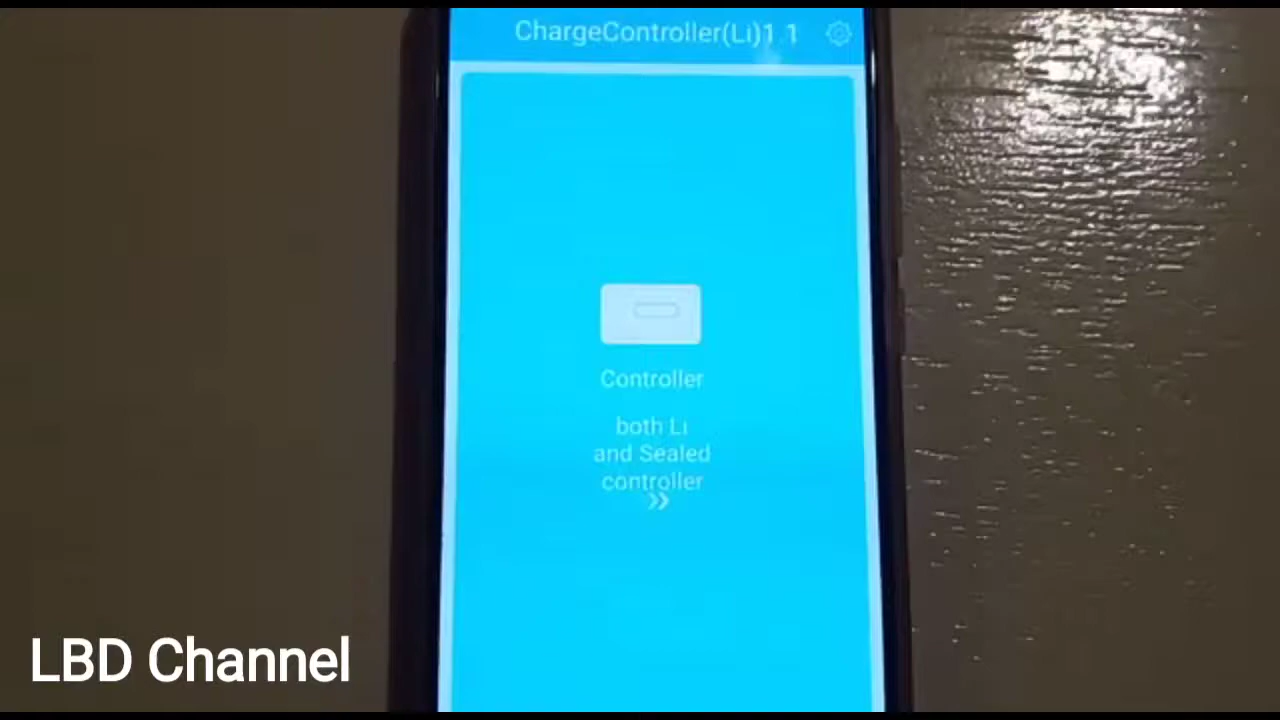 ChargeController(Li)1.1
Controller
both Li
and Sealed
controller
»
LBD Channel